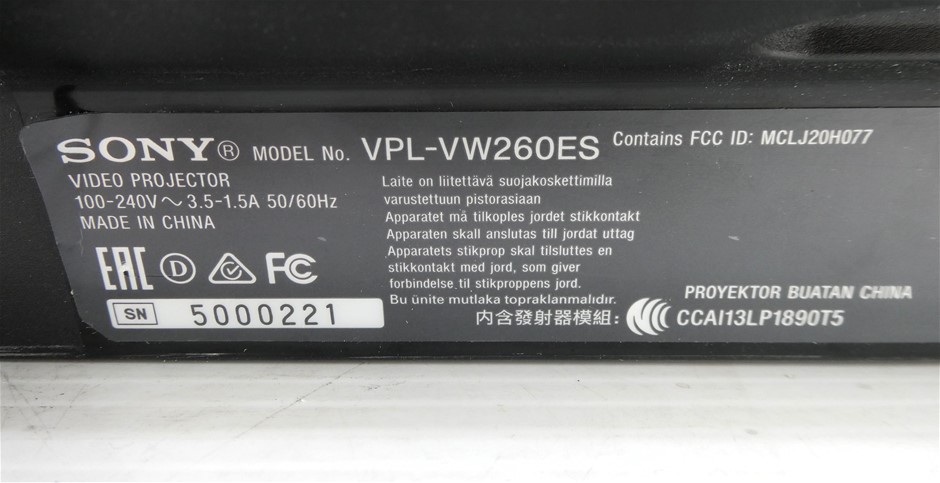 SONY® MODEL No. VPL-VW260ES Contains FCC ID: MCLJ20H077
VIDEO PROJECTOR
100-240V ~ 3.5-1.5A 50/60Hz
MADE IN CHINA
Laite on liitettävä suojakoskettimilla
varustettuun pistorasiaan
Apparatet må tilkoples jordet stikkontakt
Apparaten skall anslutas till jordat uttag
Apparatets stikprop skal tilsluttes en
stikkontakt med jord, som giver
forbindelse til stikproppens jord.
Bu ünite mutlaka topraklanmalıdır.
EAC D FC
SN 5000221
PROYEKTOR BUATAN CHINA
內含發射器模組: CCAI13LP1890T5